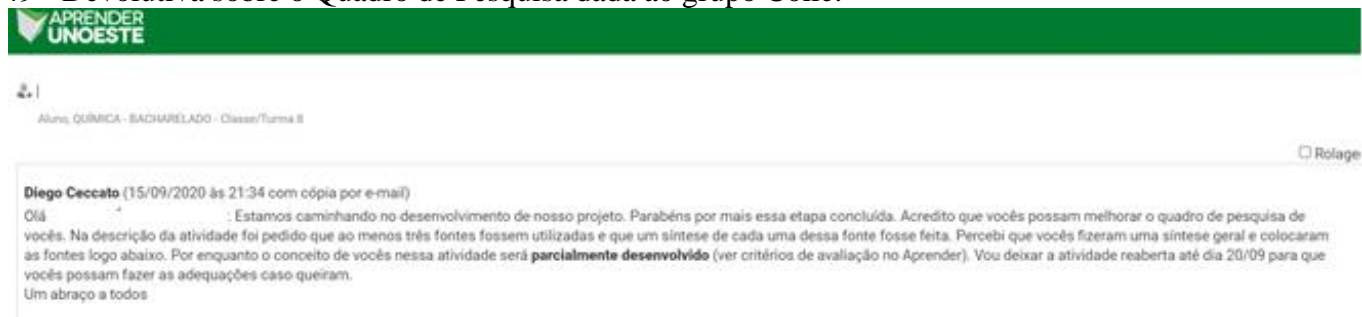 Devolutiva sobre o Quadro de Pesquisa dada ao grupo
APRENDER
UNOESTE
Aluno, QUÍMICA - BACHARELADO - Classe/Turma
Rolage
Diego Ceccato (15/09/2020 às 21:34 com cópia por e-mail)
Olá : Estamos caminhando no desenvolvimento de nosso projeto. Parabéns por mais essa etapa concluída. Acredito que vocês possam melhorar o quadro de pesquisa de
vocês. Na descrição da atividade foi pedido que ao menos três fontes fossem utilizadas e que um síntese de cada uma dessa fonte fosse feita. Percebi que vocês fizeram uma síntese geral e colocaram
as fontes logo abaixo. Por enquanto o conceito de vocês nessa atividade será parcialmente desenvolvido (ver critérios de avaliação no Aprender). Vou deixar a atividade reaberta até dia 20/09 para que
vocês possam fazer as adequações caso queiram.
Um abraço a todos